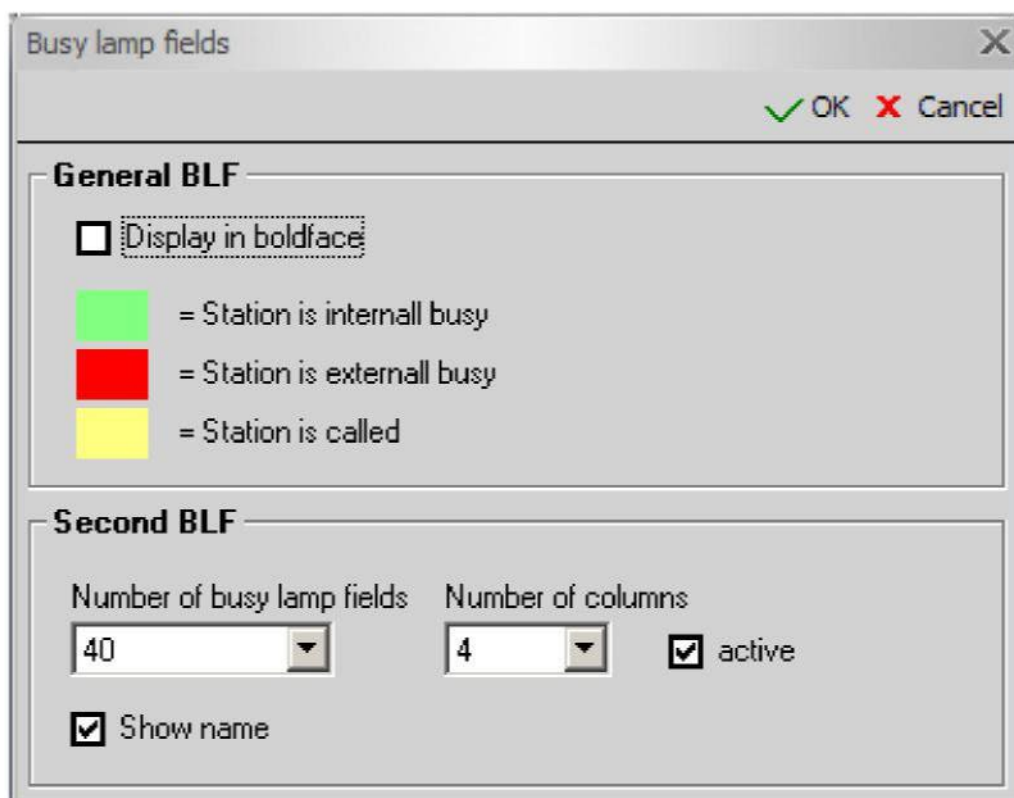 Busy lamp fields
OK Cancel
General BLF
Display in boldface
= Station is internall busy
= Station is externall busy
= Station is called
Second BLF
Number of busy lamp fields Number of columns
40 4 active
Show name